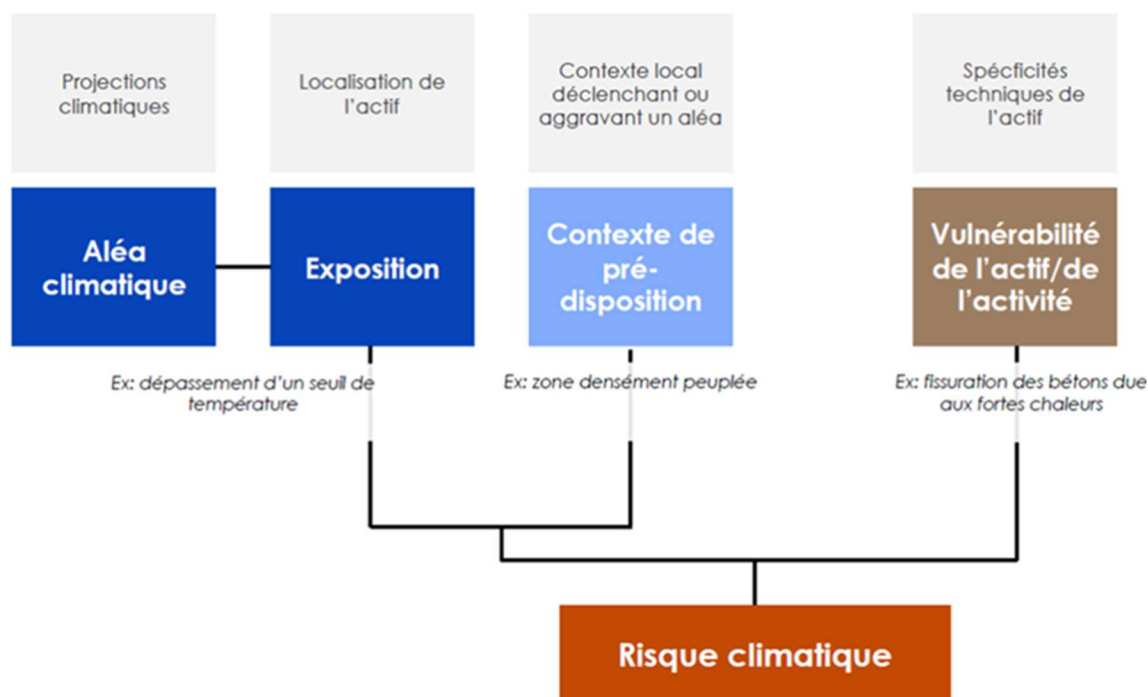 Projections
climatiques
Localisation de
l'actif
Contexte local
déclenchant ou
aggravant un aléa
Spécficités
techniques de
l'actif
Aléa
climatique
Exposition
Contexte de
pré-
disposition
Vulnérabilité
de l'actif/de
l'activité
Ex: dépassement d'un seuil de
température
Ex: zone densément peuplée
Ex: fissuration des bétons due
aux fortes chaleurs
Risque climatique